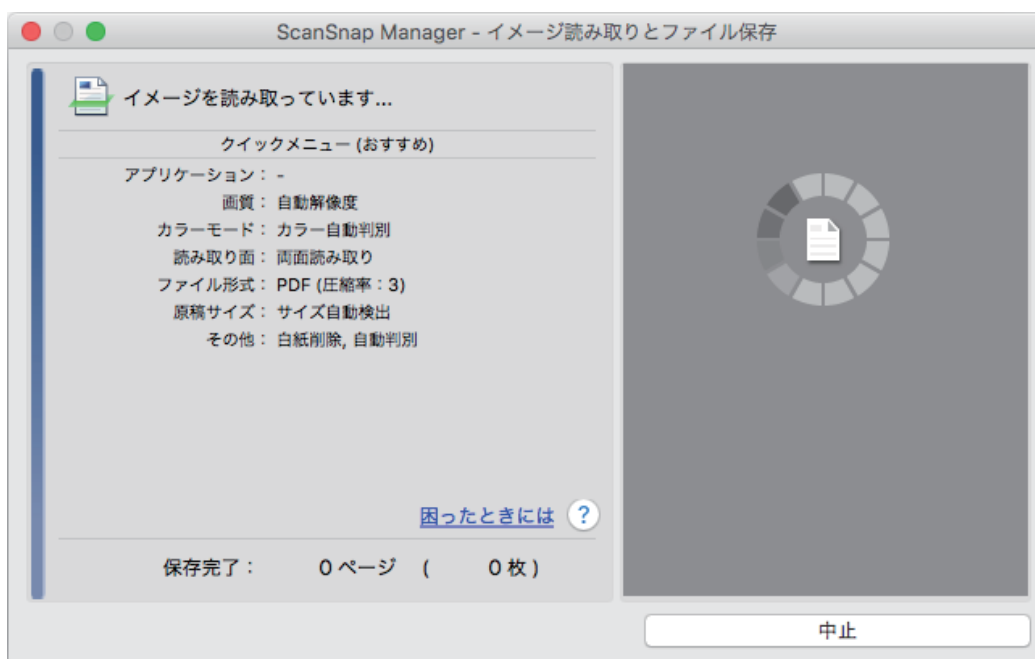 ScanSnap Manager - イメージ読み取りとファイル保存
イメージを読み取っています...
クイックメニュー (おすすめ)
アプリケーション： -
画質： 自動解像度
カラーモード： カラー自動判別
読み取り面： 両面読み取り
ファイル形式： PDF (圧縮率：3)
原稿サイズ： サイズ自動検出
その他： 白紙削除, 自動判別
困ったときには ?
保存完了： 0 ページ ( 0 枚 )
中止